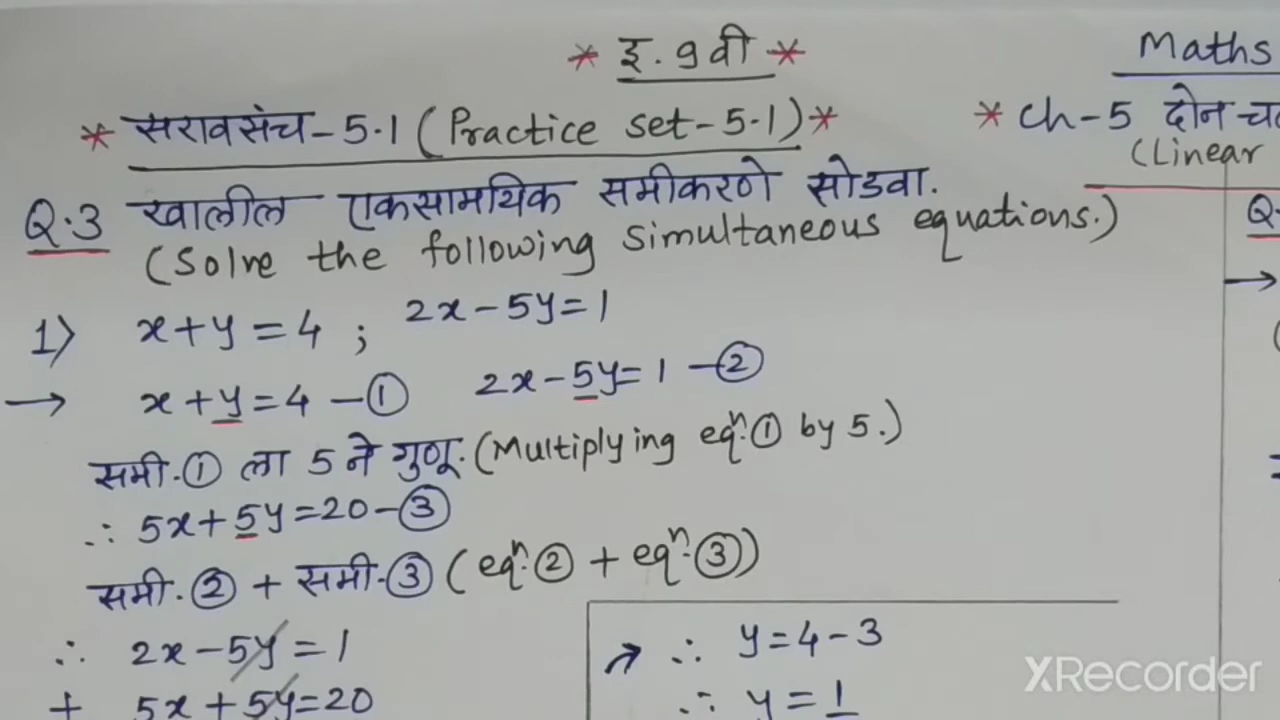 * इ. 9 वी *
Maths
* सरावसंच - 5.1 ( Practice set - 5.1 ) *
* Ch - 5 दोन च
(Linear
Q.3 खालील एकसामयिक समीकरणे सोडवा.
(Solve the following simultaneous equations.)
1) x + y = 4 ; 2x - 5y = 1
→ x + y = 4 - ① 2x - 5y = 1 - ②
समी. ① ला 5 ने गुणू. (Multiplying eqⁿ. ① by 5.)
∴ 5x + 5y = 20 - ③
समी. ② + समी. ③ ( eqⁿ. ② + eqⁿ. ③ )
∴ 2x - 5y = 1
+ 5x + 5y = 20
↗ ∴ y = 4 - 3
∴ y = 1
XRecorder